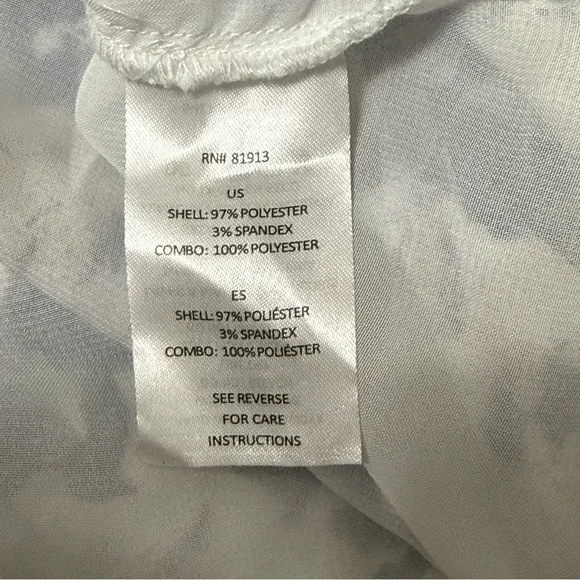 RN# 81913
US
SHELL: 97% POLYESTER
3% SPANDEX
COMBO: 100% POLYESTER
ES
SHELL: 97% POLIÉSTER
3% SPANDEX
COMBO: 100% POLIÉSTER
SEE REVERSE
FOR CARE
INSTRUCTIONS